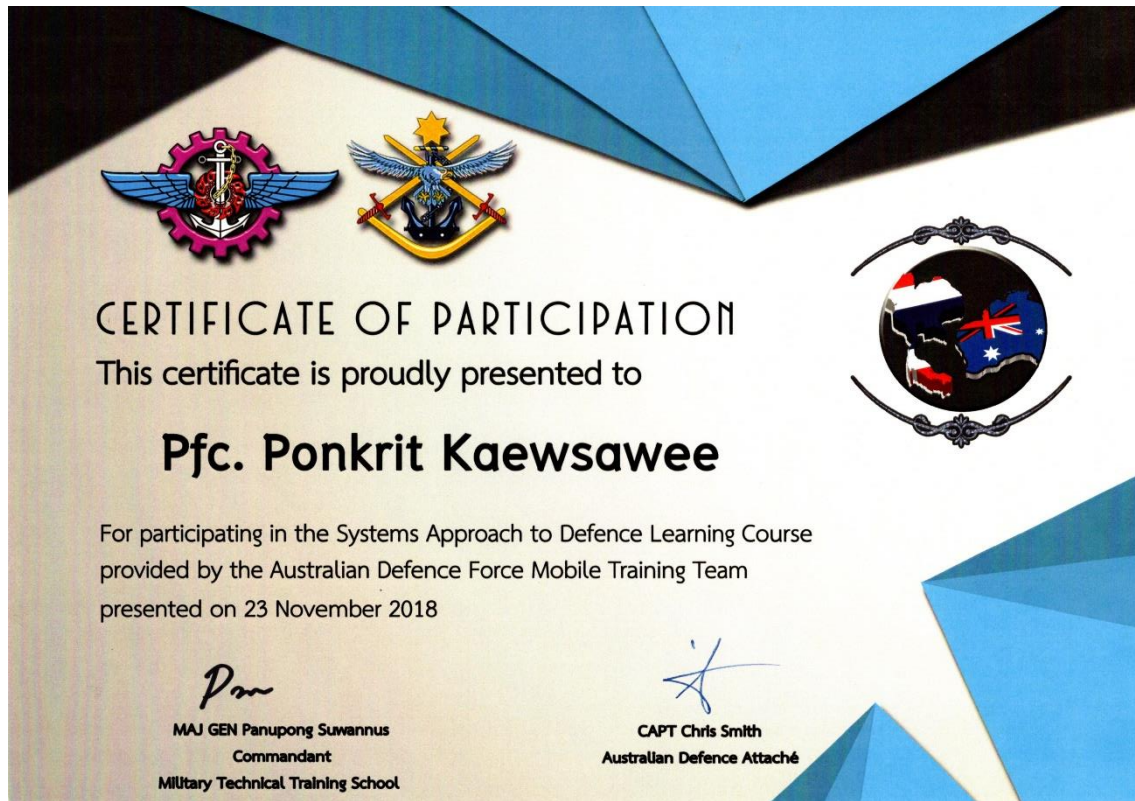 CERTIFICATE OF PARTICIPATION
This certificate is proudly presented to
Pfc. Ponkrit Kaewsawee
For participating in the Systems Approach to Defence Learning Course
provided by the Australian Defence Force Mobile Training Team
presented on 23 November 2018
MAJ GEN Panupong Suwannus
Commandant
Military Technical Training School
CAPT Chris Smith
Australian Defence Attaché